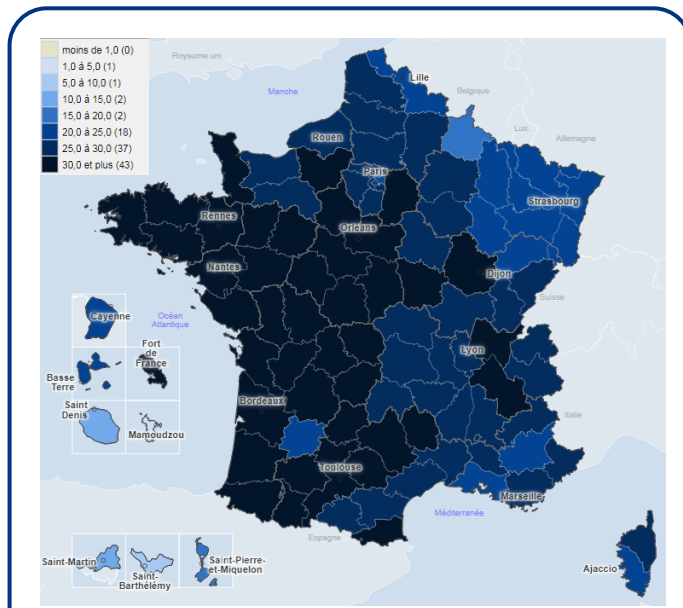 moins de 1,0 (0)
1,0 à 5,0 (1)
5,0 à 10,0 (1)
10,0 à 15,0 (2)
15,0 à 20,0 (2)
20,0 à 25,0 (18)
25,0 à 30,0 (37)
30,0 et plus (43)
Royaume uni
Manche
Lille
Belgique
Lux.
Allemagne
Rouen
Paris
Strasbourg
Rennes
Orléans
Nantes
Dijon
Suisse
Océan
Atlantique
Cayenne
Fort
de
France
Lyon
Basse
Terre
Bordeaux
Saint
Denis
Mamoudzou
Italie
Toulouse
Marseille
Méditerranée
Espagne
Saint-Martin
Saint-
Barthélémy
Saint-Pierre-
et-Miquelon
Ajaccio